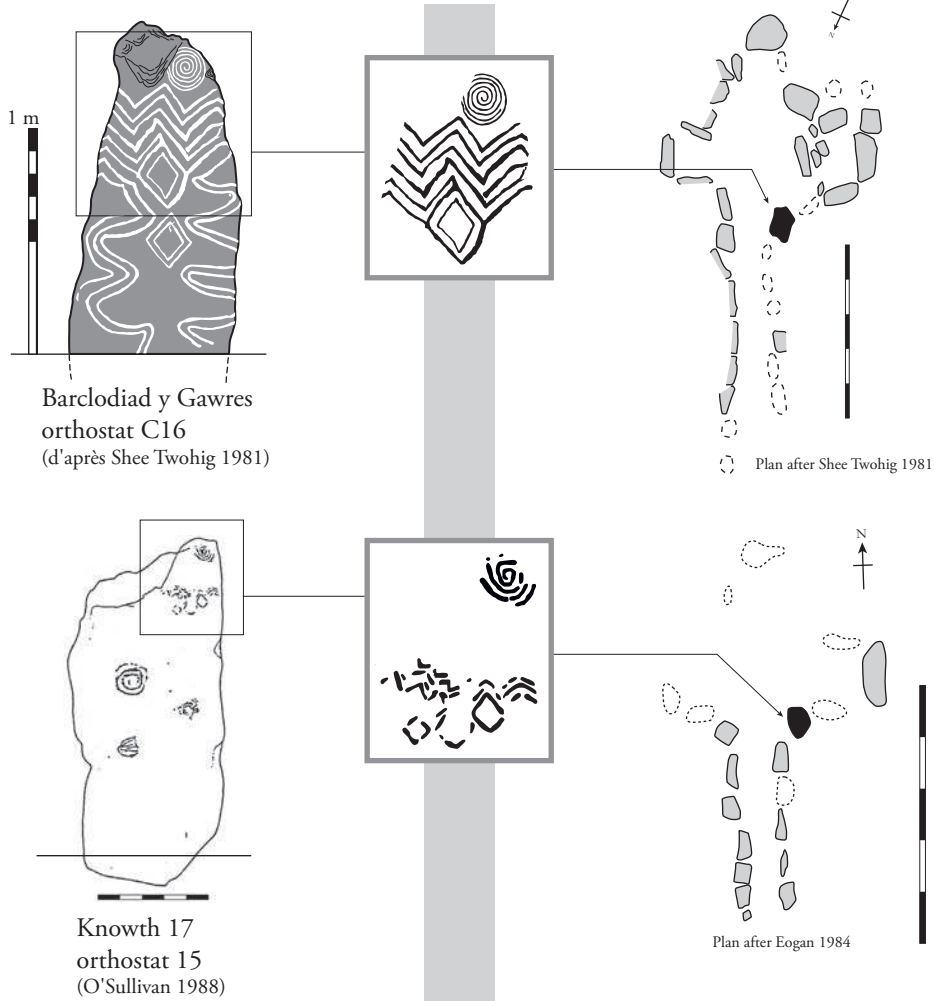 N
1 m
Barclodiad y Gawres
orthostat C16
(d'après Shee Twohig 1981)
Plan after Shee Twohig 1981
N
Knowth 17
orthostat 15
(O'Sullivan 1988)
Plan after Eogan 1984